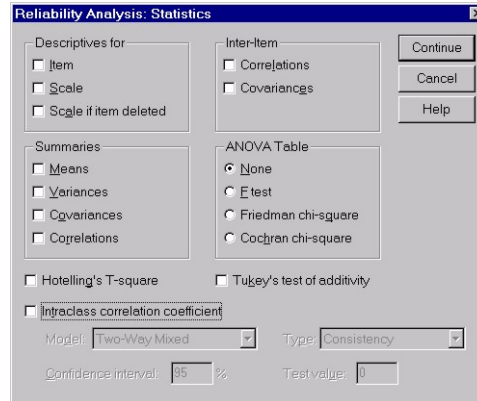 Reliability Analysis: Statistics
Descriptives for
Item
Scale
Scale if item deleted
Inter-Item
Correlations
Covariances
Continue
Cancel
Help
Summaries
Means
Variances
Covariances
Correlations
ANOVA Table
None
F test
Friedman chi-square
Cochran chi-square
Hotelling's T-square
Tukey's test of additivity
Intraclass correlation coefficient
Model: Two-Way Mixed
Type: Consistency
Confidence interval: 95 %
Test value: 0